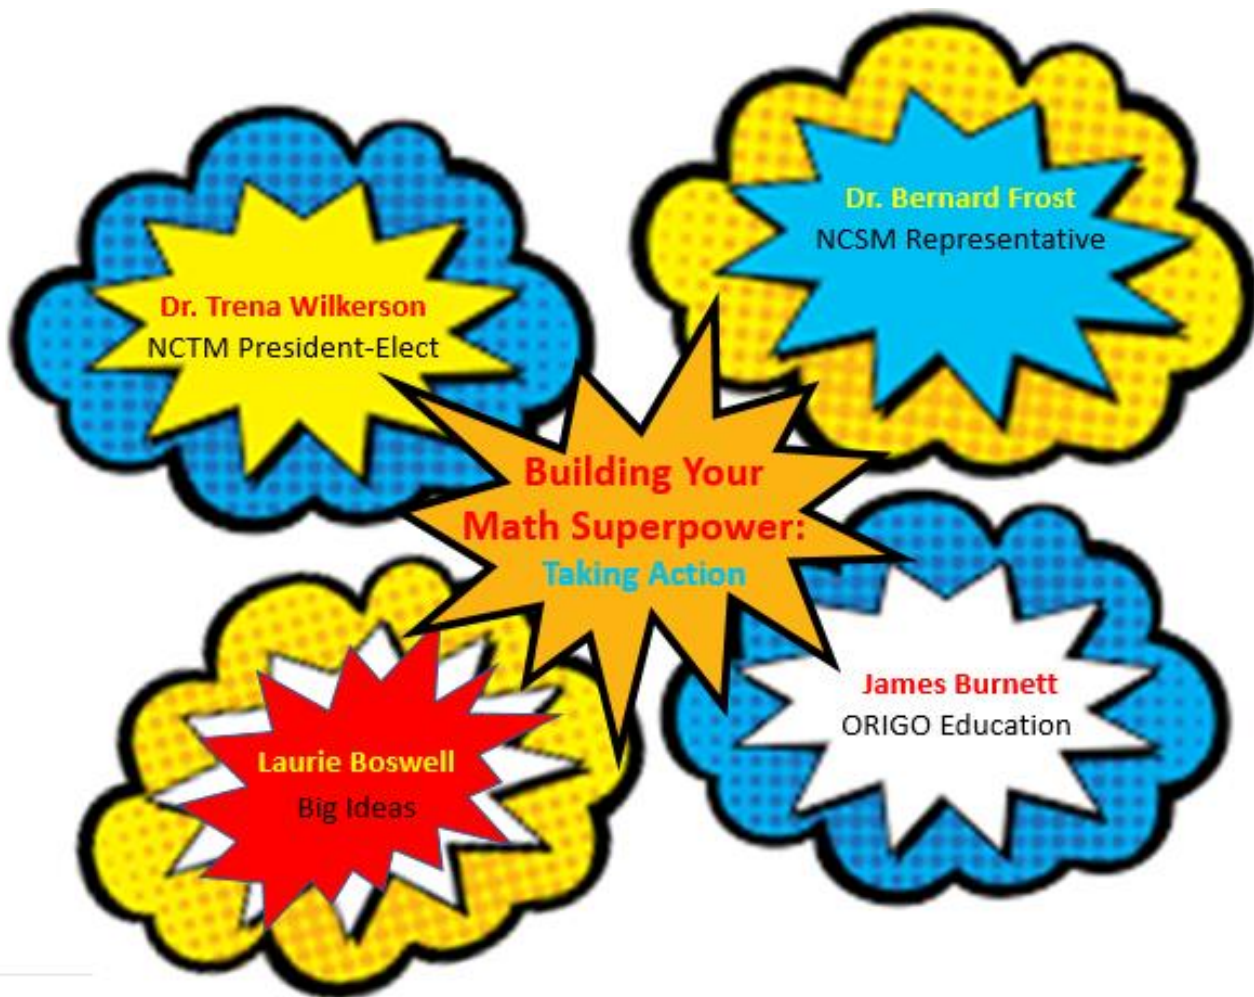 Dr. Trena Wilkerson
NCTM President-Elect
Dr. Bernard Frost
NCSM Representative
Building Your
Math Superpower:
Taking Action
Laurie Boswell
Big Ideas
James Burnett
ORIGO Education